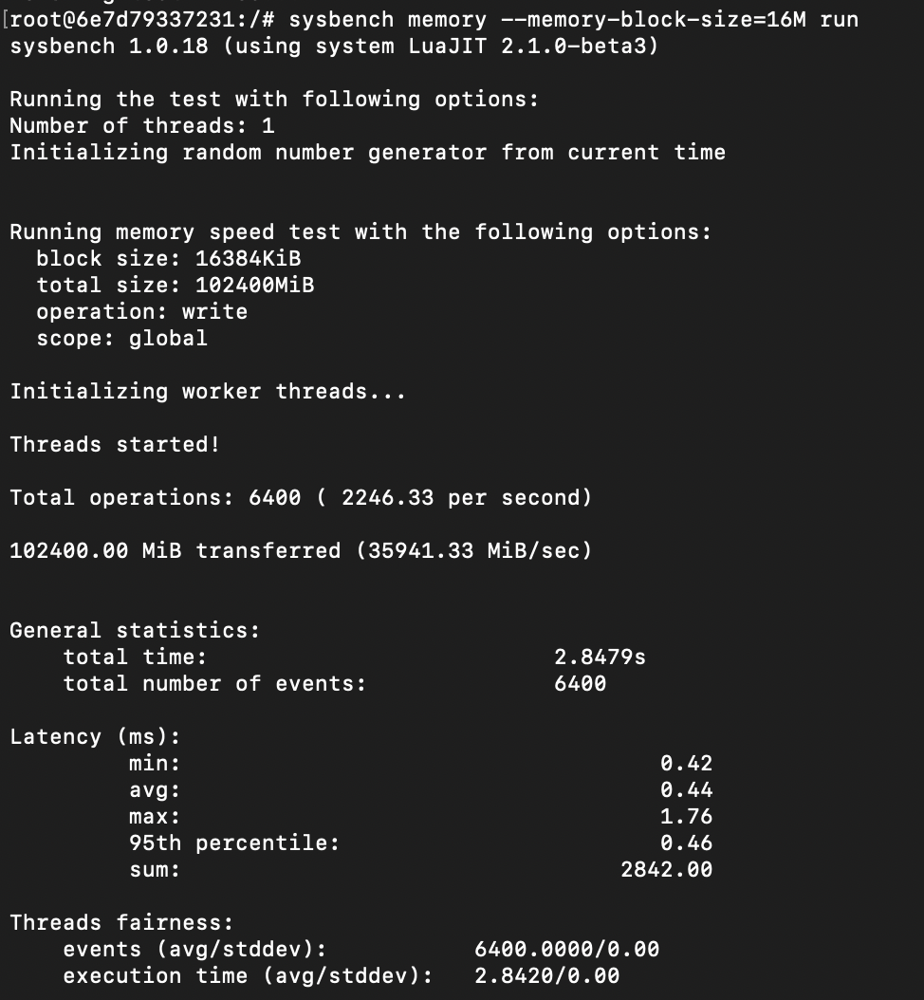 [root@6e7d79337231:/# sysbench memory --memory-block-size=16M run
sysbench 1.0.18 (using system LuaJIT 2.1.0-beta3)
Running the test with following options:
Number of threads: 1
Initializing random number generator from current time
Running memory speed test with the following options:
block size: 16384KiB
total size: 102400MiB
operation: write
scope: global
Initializing worker threads...
Threads started!
Total operations: 6400 ( 2246.33 per second)
102400.00 MiB transferred (35941.33 MiB/sec)
General statistics:
total time: 2.8479s
total number of events: 6400
Latency (ms):
min: 0.42
avg: 0.44
max: 1.76
95th percentile: 0.46
sum: 2842.00
Threads fairness:
events (avg/stddev): 6400.0000/0.00
execution time (avg/stddev): 2.8420/0.00